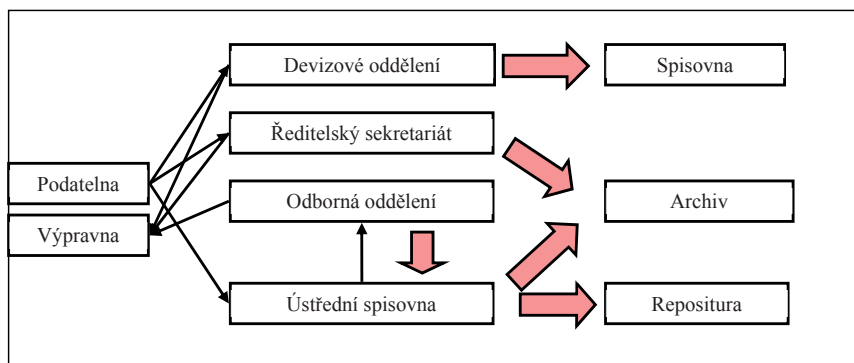 Devizové oddělení
Spisovna
Ředitelský sekretariát
Podatelna
Odborná oddělení
Archiv
Výpravna
Ústřední spisovna
Repositura